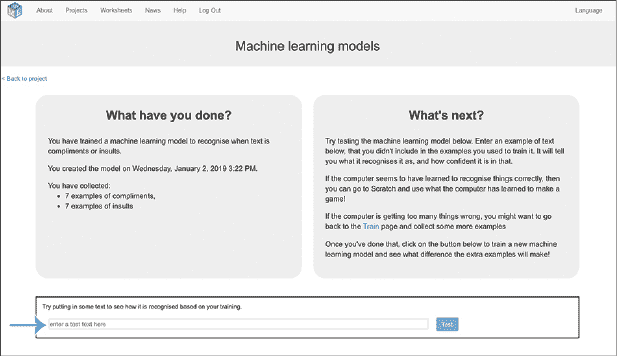 About Projects Worksheets News Help Log Out Language
Machine learning models
< Back to project
What have you done?
You have trained a machine learning model to recognise when text is
compliments or insults.
You created the model on Wednesday, January 2, 2019 3:22 PM.
You have collected:
• 7 examples of compliments,
• 7 examples of insults
What's next?
Try testing the machine learning model below. Enter an example of text
below, that you didn't include in the examples you used to train it. It will tell
you what it recognises it as, and how confident it is in that.
If the computer seems to have learned to recognise things correctly, then
you can go to Scratch and use what the computer has learned to make a
game!
If the computer is getting too many things wrong, you might want to go
back to the Train page and collect some more examples
Once you've done that, click on the button below to train a new machine
learning model and see what difference the extra examples will make!
Try putting in some text to see how it is recognised based on your training.
enter a test text here
Test